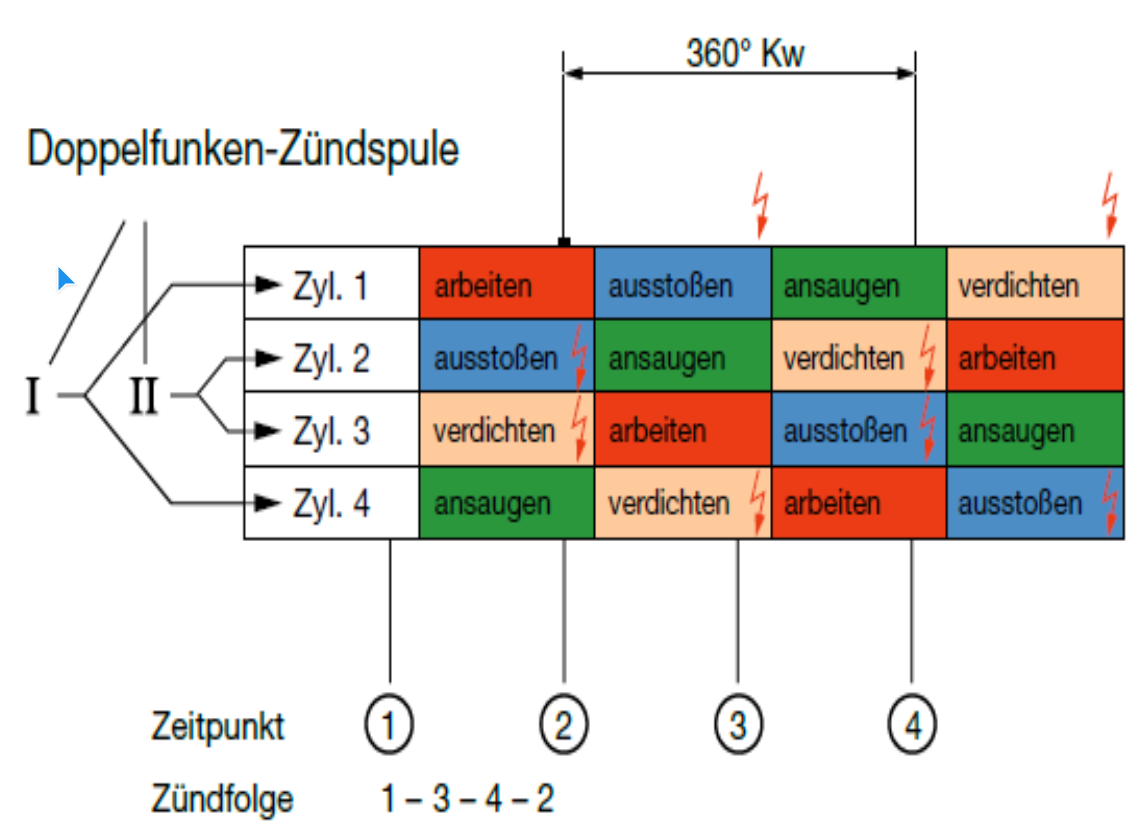 360° Kw
Doppelfunken-Zündspule
Zyl. 1 arbeiten ausstoßen ansaugen verdichten
Zyl. 2 ausstoßen ansaugen verdichten arbeiten
I II
Zyl. 3 verdichten arbeiten ausstoßen ansaugen
Zyl. 4 ansaugen verdichten arbeiten ausstoßen
Zeitpunkt 1 2 3 4
Zündfolge 1 – 3 – 4 – 2